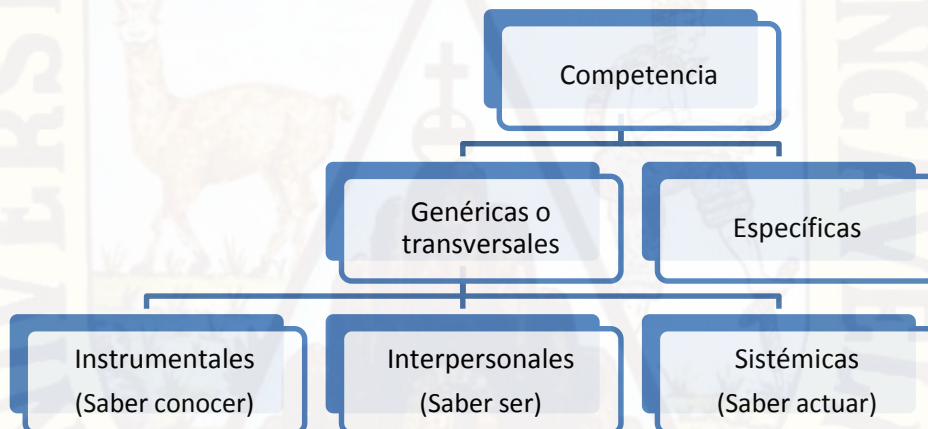 Competencia
Genéricas o
transversales
Específicas
Instrumentales
(Saber conocer)
Interpersonales
(Saber ser)
Sistémicas
(Saber actuar)